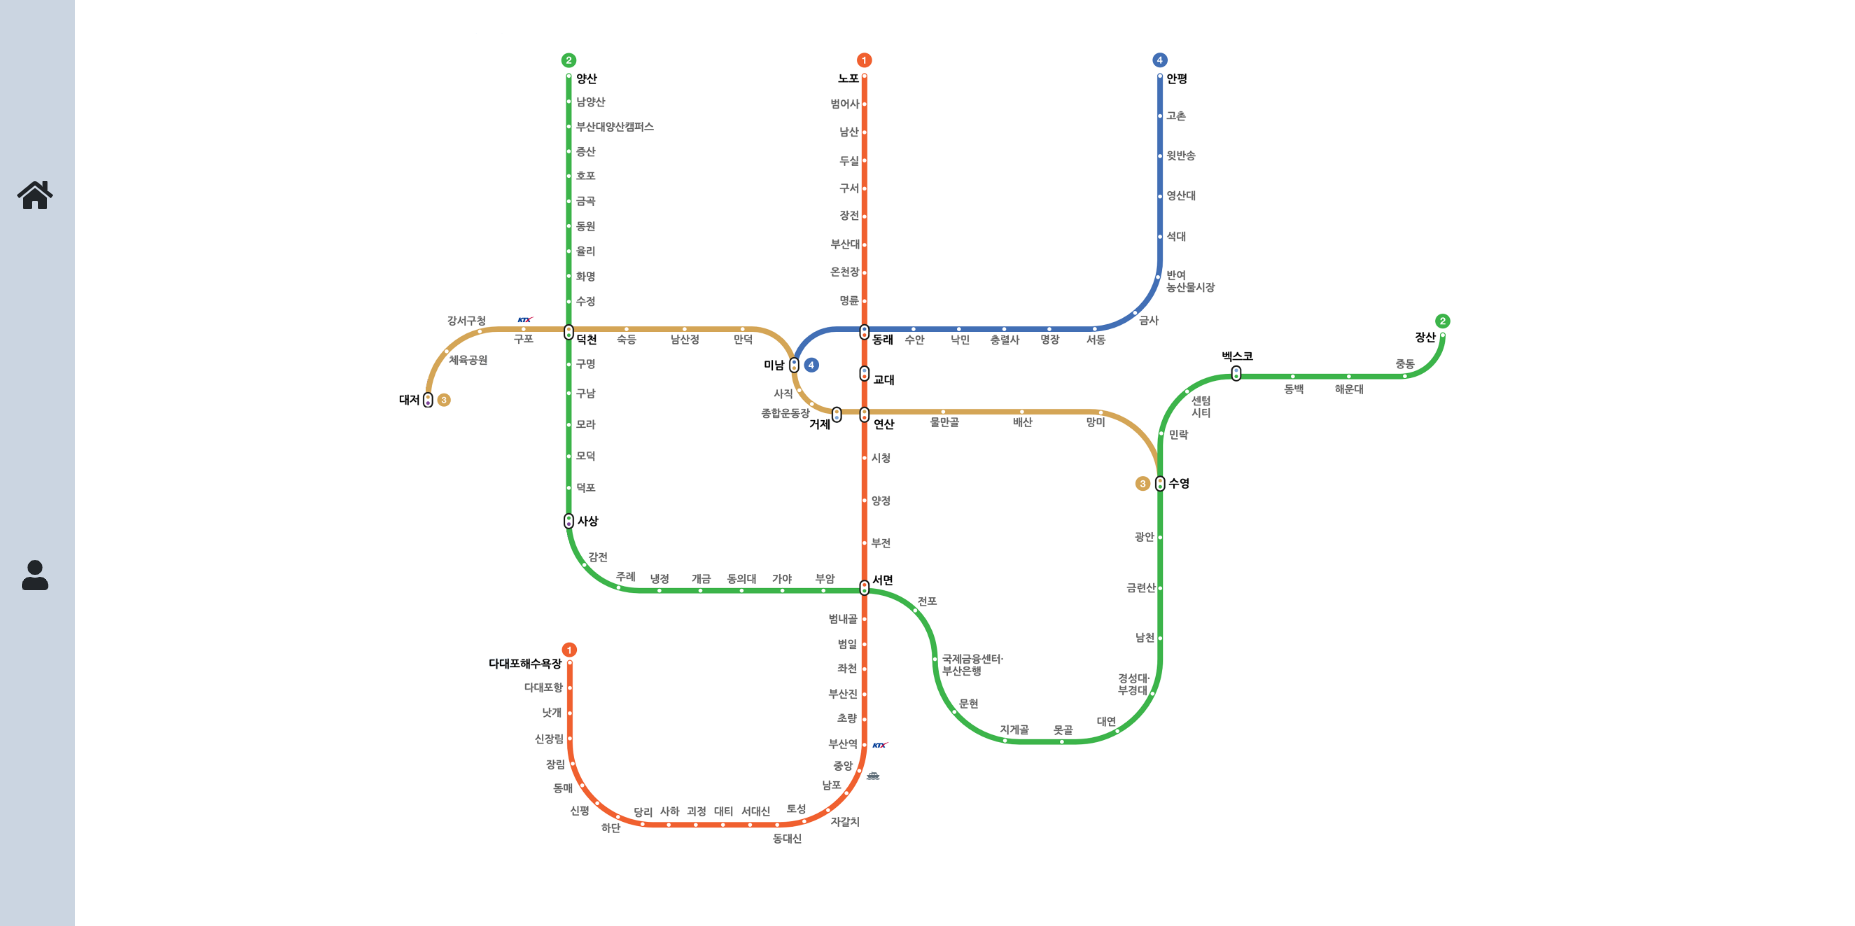 2
양산
남양산
부산대양산캠퍼스
증산
호포
금곡
동원
율리
화명
수정
1
노포
범어사
남산
두실
구서
장전
부산대
온천장
명륜
4
안평
고촌
윗반송
영산대
석대
반여
농산물시장
금사
강서구청
KTX
구포
덕천
숙등
남산정
만덕
동래
수안
낙민
충렬사
명장
서동
체육공원
대저
3
미남
4
사직
종합운동장
거제
교대
연산
물만골
배산
망미
2
장산
중동
해운대
동백
벡스코
센텀
시티
민락
3
수영
구명
구남
모라
모덕
덕포
사상
감전
주례
냉정
개금
동의대
가야
부암
시청
양정
부전
서면
전포
국제금융센터·
부산은행
문현
지게골
못골
대연
경성대·
부경대
남천
금련산
광안
범내골
범일
좌천
부산진
초량
부산역
KTX
중앙
남포
자갈치
토성
동대신
서대신
대티
괴정
사하
당리
하단
신평
동매
장림
신장림
낫개
다대포항
다대포해수욕장
1